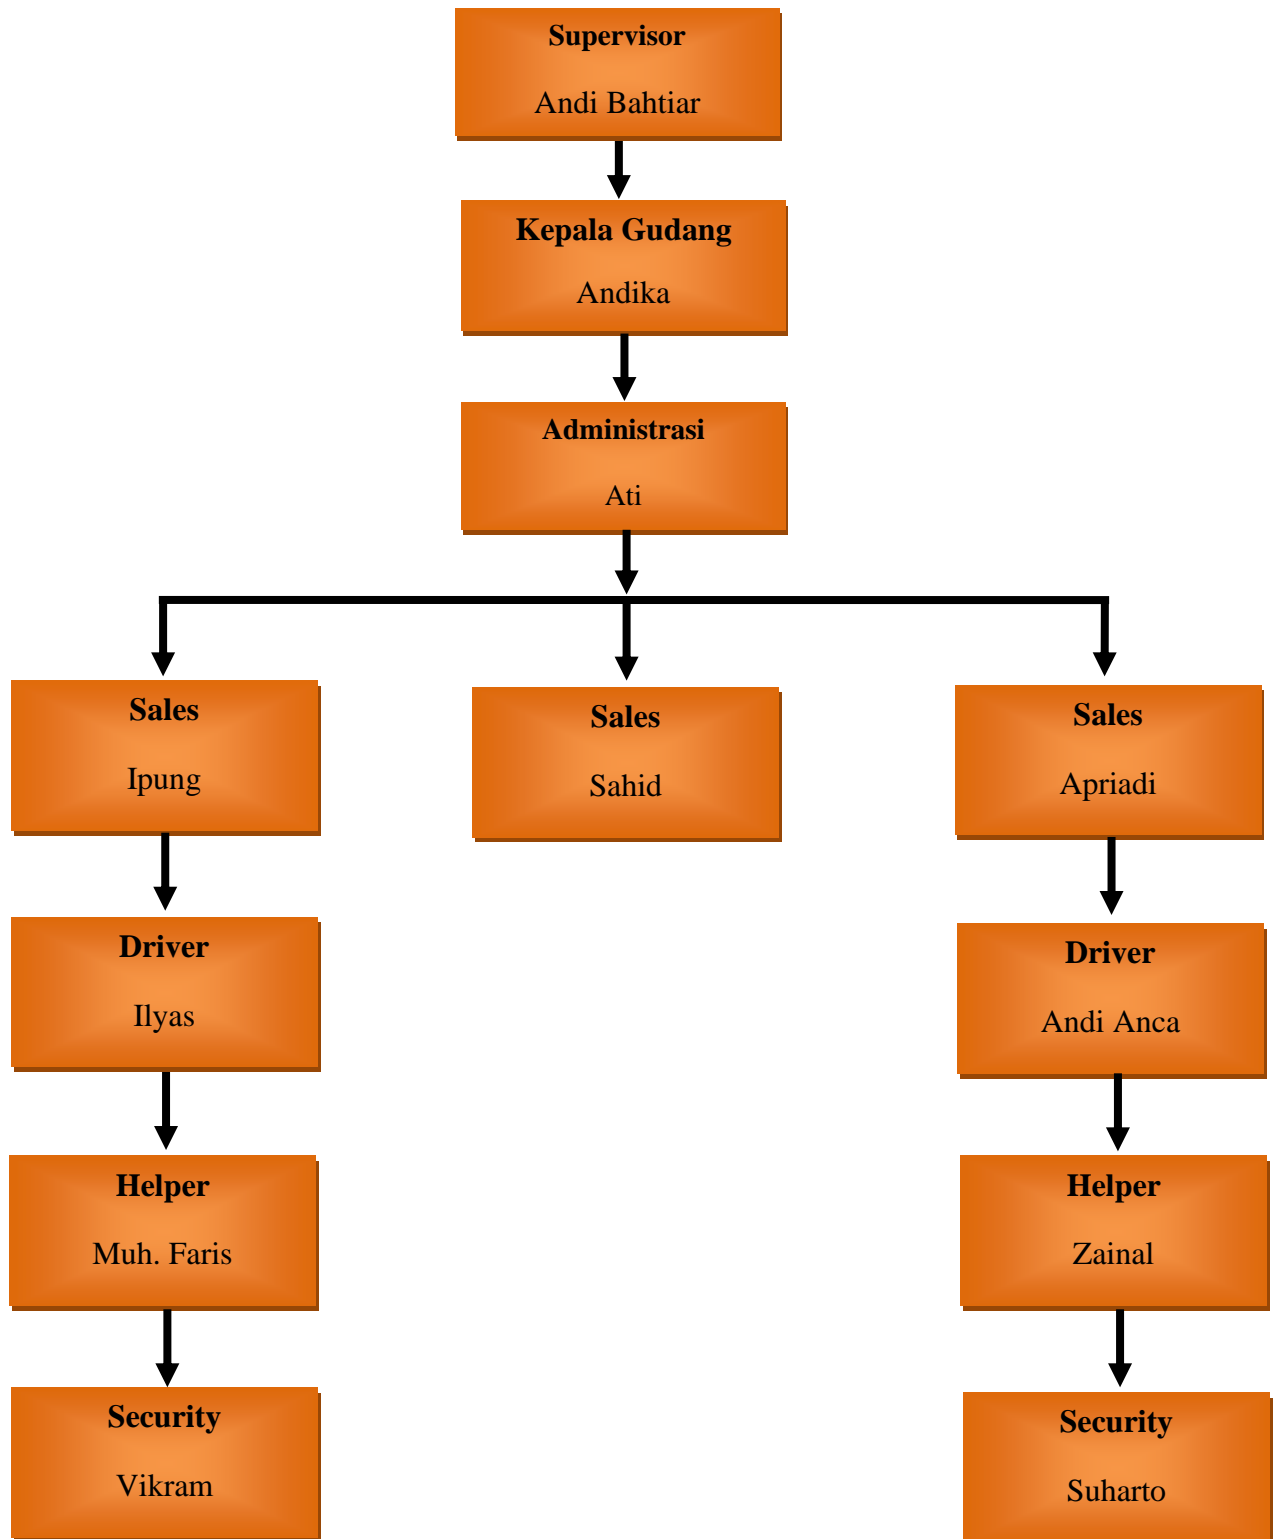 Supervisor
Andi Bahtiar
Kepala Gudang
Andika
Administrasi
Ati
Sales
Ipung
Sales
Sahid
Sales
Apriadi
Driver
Ilyas
Driver
Andi Anca
Helper
Muh. Faris
Helper
Zainal
Security
Vikram
Security
Suharto